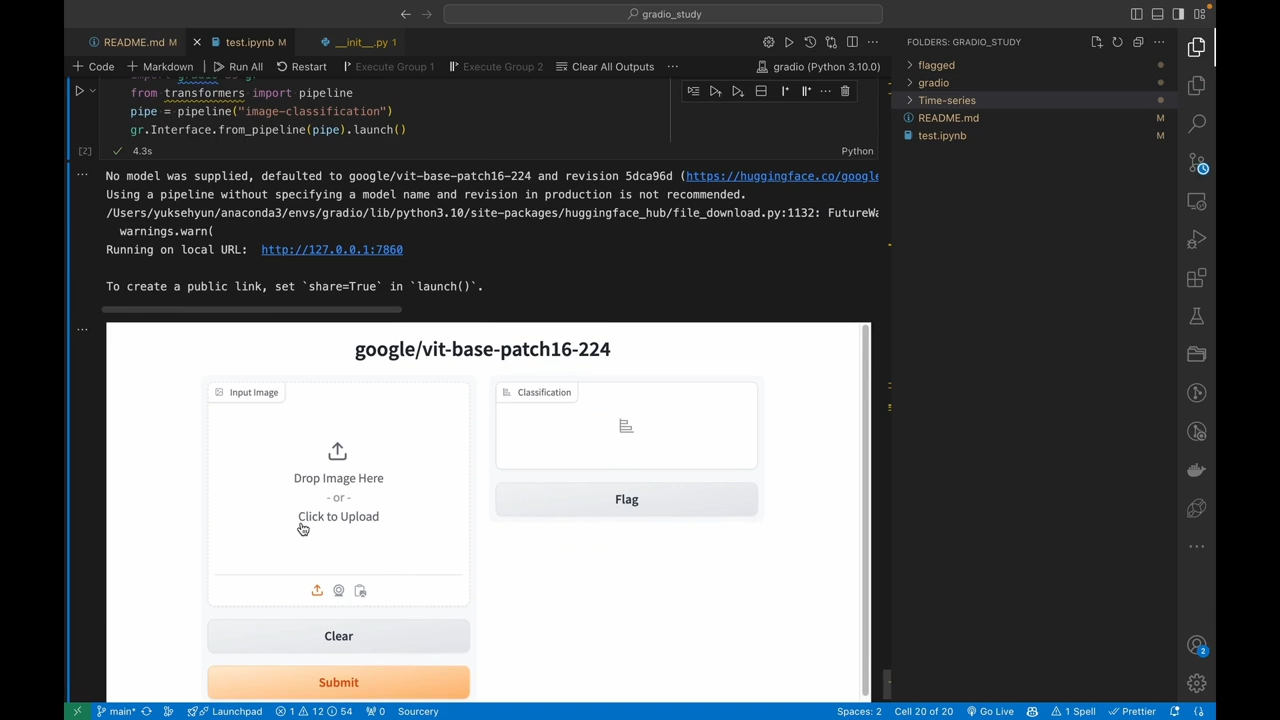 gradio_study
README.md M
test.ipynb M
__init__.py 1
FOLDERS: GRADIO_STUDY
Code
Markdown
Run All
Restart
Execute Group 1
Execute Group 2
Clear All Outputs
gradio (Python 3.10.0)
flagged
gradio
Time-series
README.md M
test.ipynb
import gradio as gr
from transformers import pipeline
pipe = pipeline("image-classification")
gr.Interface.from_pipeline(pipe).launch()
[2]
4.3s
Python
No model was supplied, defaulted to google/vit-base-patch16-224 and revision 5dca96d (https://huggingface.co/google
Using a pipeline without specifying a model name and revision in production is not recommended.
/Users/yuksehyun/anaconda3/envs/gradio/lib/python3.10/site-packages/huggingface_hub/file_download.py:1132: FutureWa
warnings.warn(
Running on local URL: http://127.0.0.1:7860
To create a public link, set `share=True` in `launch()`.
google/vit-base-patch16-224
Input Image
Classification
Drop Image Here
- or -
Click to Upload
Flag
Clear
Submit
M
2
main*
Launchpad
1 12 54
0
Sourcery
Spaces: 2
Cell 20 of 20
Go Live
1 Spell
Prettier